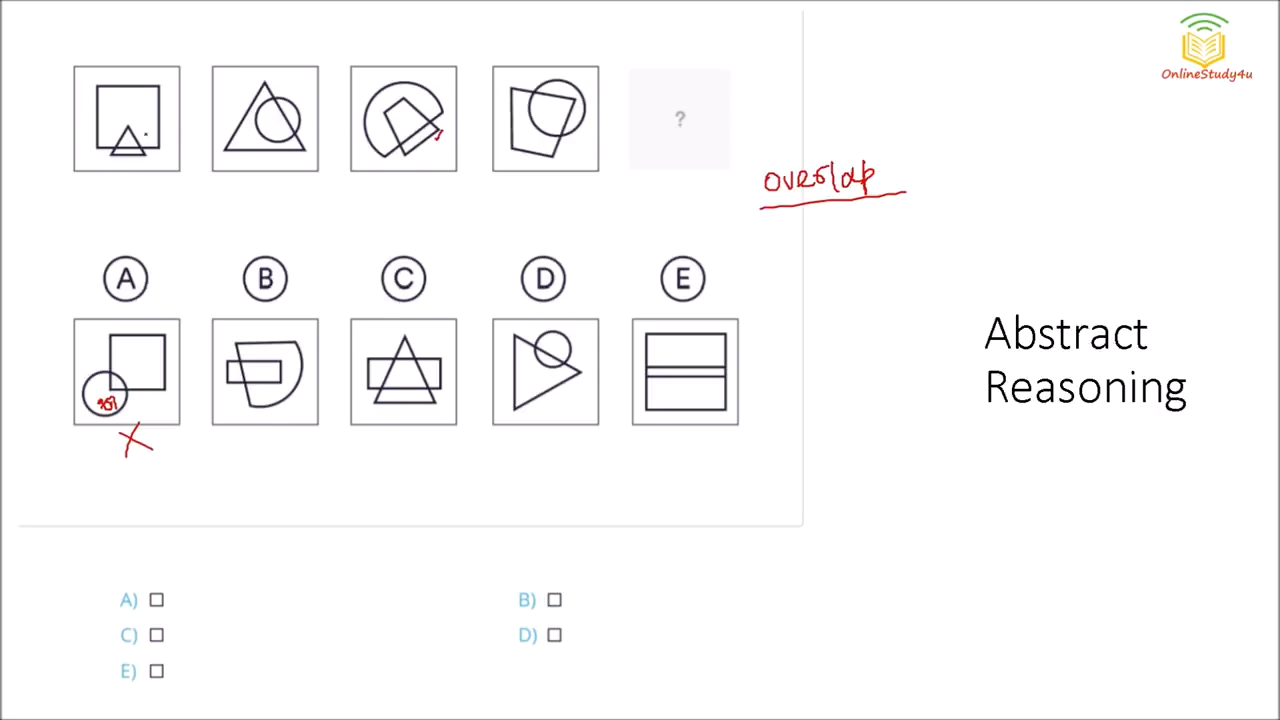 OnlineStudy4u
?
overlap
A B C D E
Abstract
Reasoning
A) B)
C) D)
E)